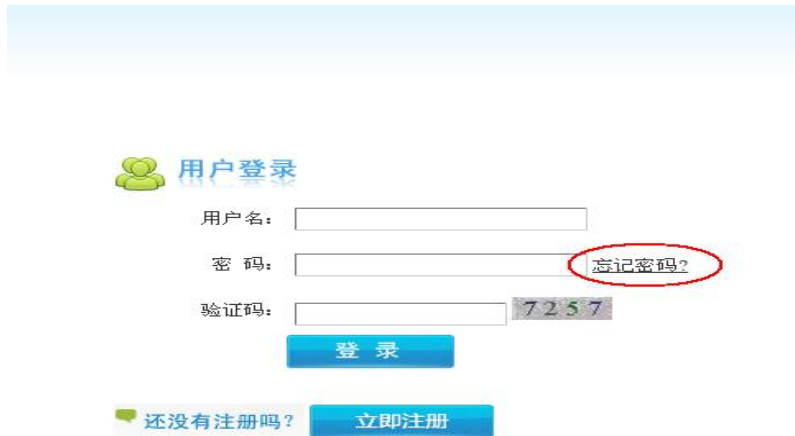 用户登录
用户名：
密 码： 忘记密码?
验证码： 7257
登 录
还没有注册吗? 立即注册